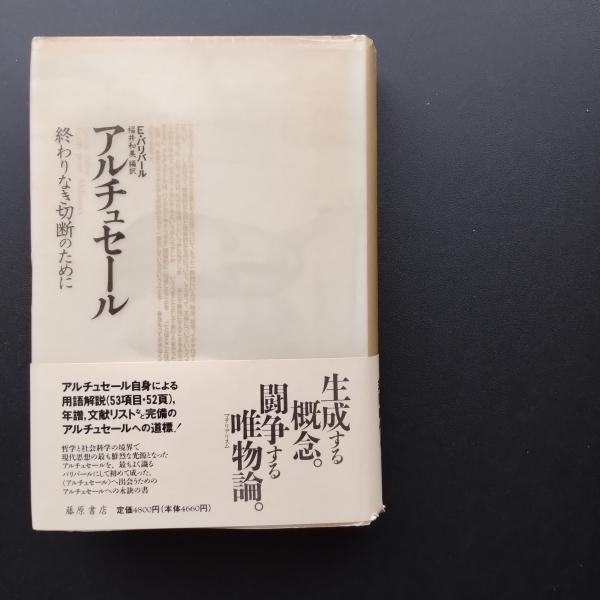 E・バリバール
福井和美 編訳
アルチュセール
終わりなき切断のために
生成する
概念。
闘争する
唯物論。
マテリアリスム
アルチュセール自身による
用語解説(53項目・52頁)、
年譜、文献リストなど完備の
アルチュセールへの道標!
哲学と社会科学の境界で
現代思想の最も鮮烈な光源となった
アルチュセールを、最もよく識る
バリバールにして初めて成った、
〈アルチュセール〉へ出会うための
アルチュセールへの永訣の書
藤原書店 定価4800円(本体4660円)